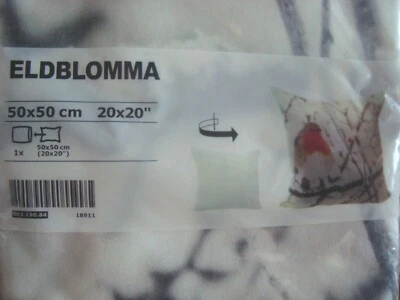 ELDBLOMMA
50x50 cm 20x20"
50x50 cm
1x (20x20")
18011